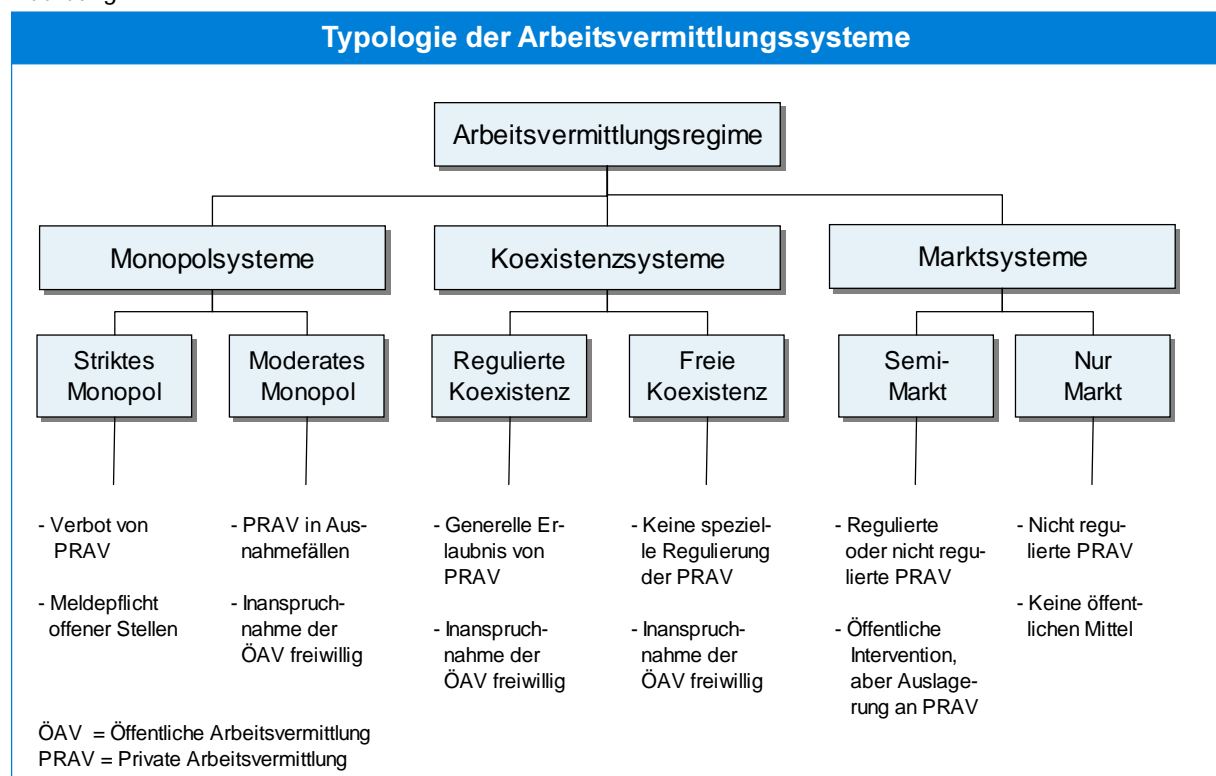 Typologie der Arbeitsvermittlungssysteme
Arbeitsvermittlungsregime
Monopolsysteme
Koexistenzsysteme
Marktsysteme
Striktes
Monopol
Moderates
Monopol
Regulierte
Koexistenz
Freie
Koexistenz
Semi-
Markt
Nur
Markt
- Verbot von
PRAV
- Meldepflicht
offener Stellen
- PRAV in Aus-
nahmefällen
- Inanspruch-
nahme der
ÖAV freiwillig
- Generelle Er-
laubnis von
PRAV
- Inanspruch-
nahme der
ÖAV freiwillig
- Keine speziel-
le Regulierung
der PRAV
- Inanspruch-
nahme der
ÖAV freiwillig
- Regulierte
oder nicht regu-
lierte PRAV
- Öffentliche
Intervention,
aber Auslage-
rung an PRAV
- Nicht regu-
lierte PRAV
- Keine öffent-
lichen Mittel
ÖAV = Öffentliche Arbeitsvermittlung
PRAV = Private Arbeitsvermittlung